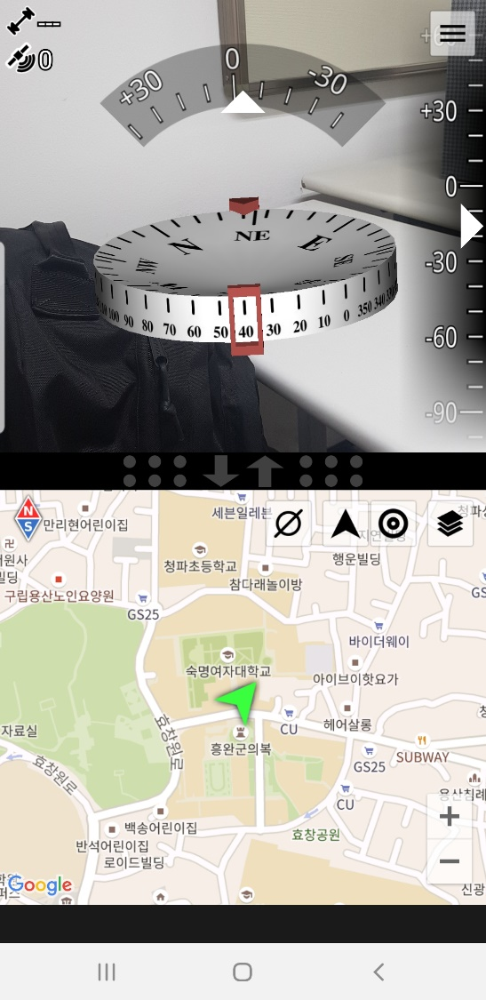 0
+30
0
-30
+30
0
-30
-60
-90
N
NE
E
SE
100 90 80 70 60 50 40 30 20 10 0 350 340
N
S
만리현어린이집
세븐일레븐
구립용산노인요양원
청파초등학교
참다래놀이방
행운빌딩
GS25
바이더웨이
숙명여자대학교
아이브이핫요가
자료실
효창원로
CU
헤어살롱
흥완군의복
GS25
SUBWAY
효창원로
CU
용산침례
백송어린이집
효창공원
반석어린이집
로이드빌딩
신광
Google
+
−